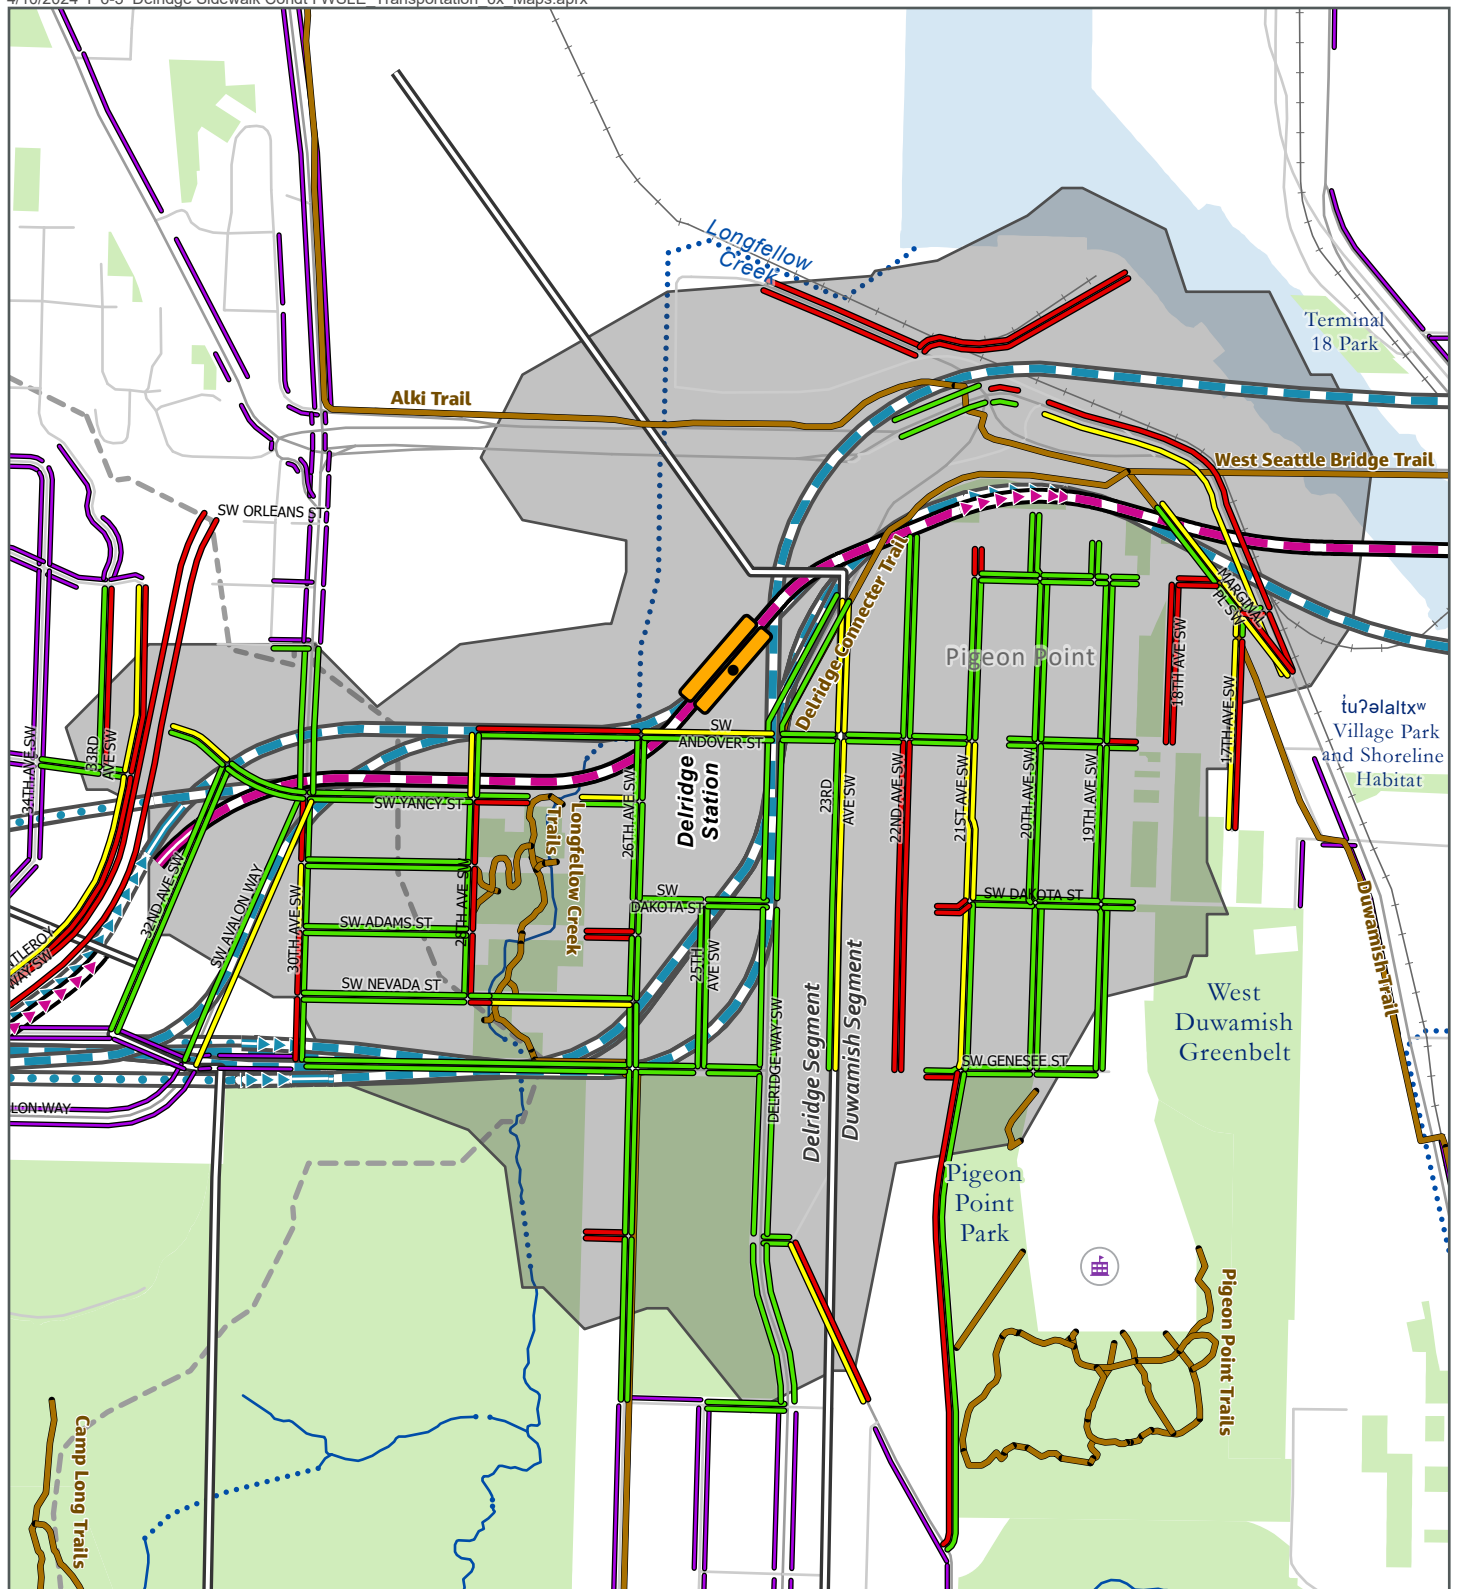 Longfellow
Creek
Terminal
18 Park
Alki Trail
West Seattle Bridge Trail
SW ORLEANS ST
Delridge Connecter Trail
MARGINAL
PL SW
Pigeon Point
18TH AVE SW
17TH AVE SW
t̓uʔəlaltxʷ
Village Park
and Shoreline
Habitat
34TH AVE SW
33RD
AVE SW
SW
ANDOVER ST
Delridge
Station
SW YANCY ST
Longfellow Creek
Trails
26TH AVE SW
23RD
AVE SW
22ND AVE SW
21ST AVE SW
20TH AVE SW
19TH AVE SW
32ND AVE SW
SW AVALON WAY
30TH AVE SW
28TH AVE SW
SW ADAMS ST
SW NEVADA ST
SW
DAKOTA ST
SW DAKOTA ST
25TH
AVE SW
NTLEROY
WAY SW
Duwamish Trail
West
Duwamish
Greenbelt
DELRIDGE WAY SW
Delridge Segment
Duwamish Segment
SW GENESEE ST
LON WAY
Pigeon
Point
Park
Pigeon Point Trails
Camp Long Trails